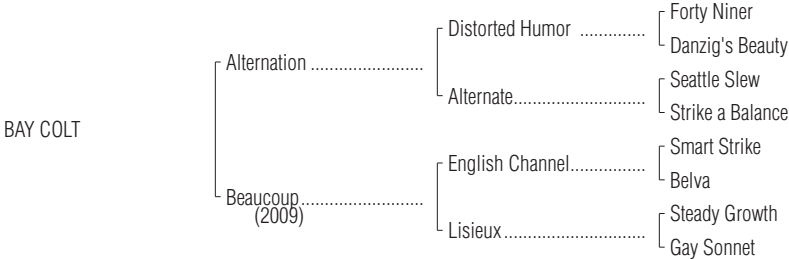 Forty Niner
Distorted Humor ..............
Danzig's Beauty
Alternation ........................
Seattle Slew
Alternate............................
Strike a Balance
BAY COLT
Smart Strike
English Channel................
Belva
Beaucoup..........................
(2009)
Steady Growth
Lisieux..............................
Gay Sonnet